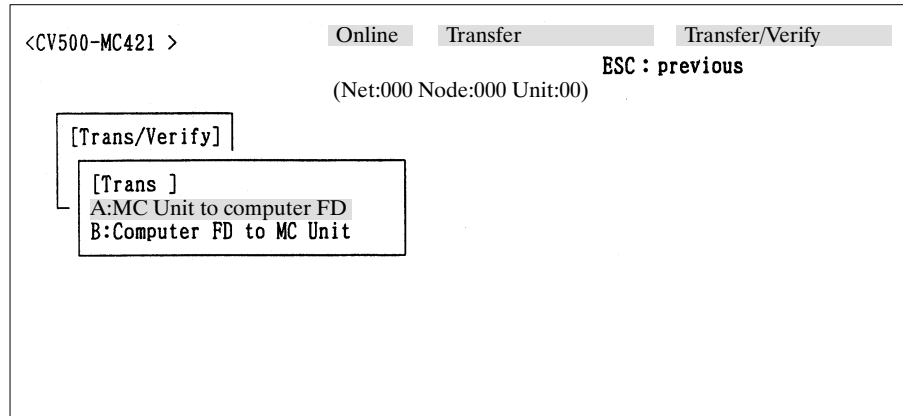 <CV500-MC421 > Online Transfer Transfer/Verify
ESC：previous
(Net:000 Node:000 Unit:00)
[Trans/Verify]
[Trans ]
A:MC Unit to computer FD
B:Computer FD to MC Unit